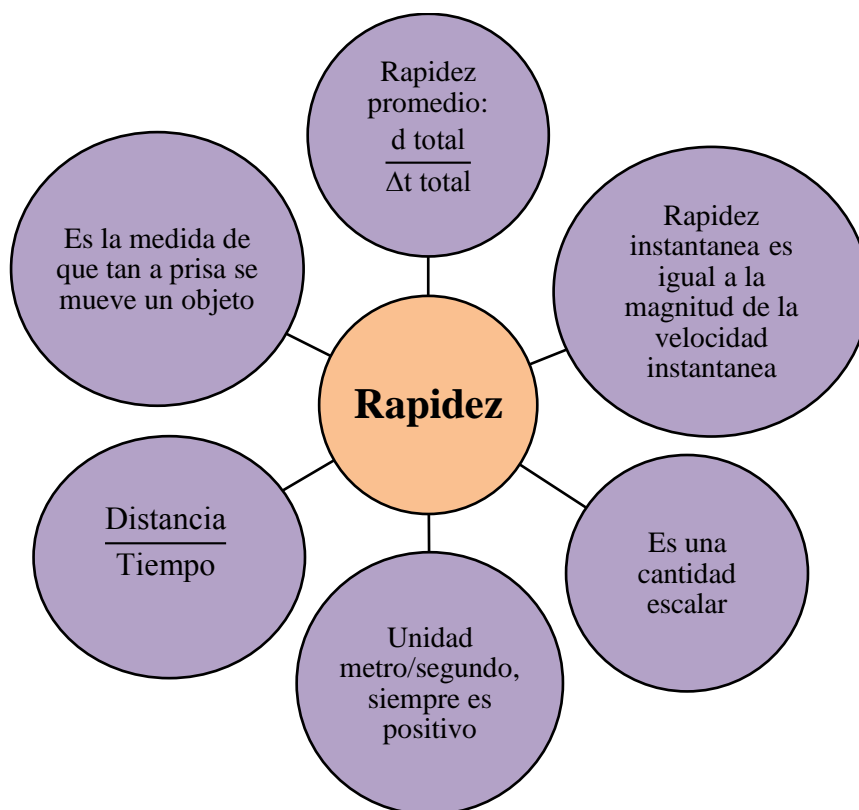 Rapidez
promedio:
d total
Δt total
Es la medida de
que tan a prisa se
mueve un objeto
Rapidez
instantanea es
igual a la
magnitud de la
velocidad
instantanea
Rapidez
Distancia
Tiempo
Es una
cantidad
escalar
Unidad
metro/segundo,
siempre es
positivo